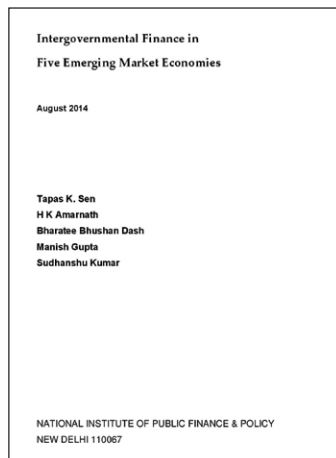 Intergovernmental Finance in
Five Emerging Market Economies
August 2014
Tapas K. Sen
H K Amarnath
Bharatee Bhushan Dash
Manish Gupta
Sudhanshu Kumar
NATIONAL INSTITUTE OF PUBLIC FINANCE & POLICY
NEW DELHI 110067